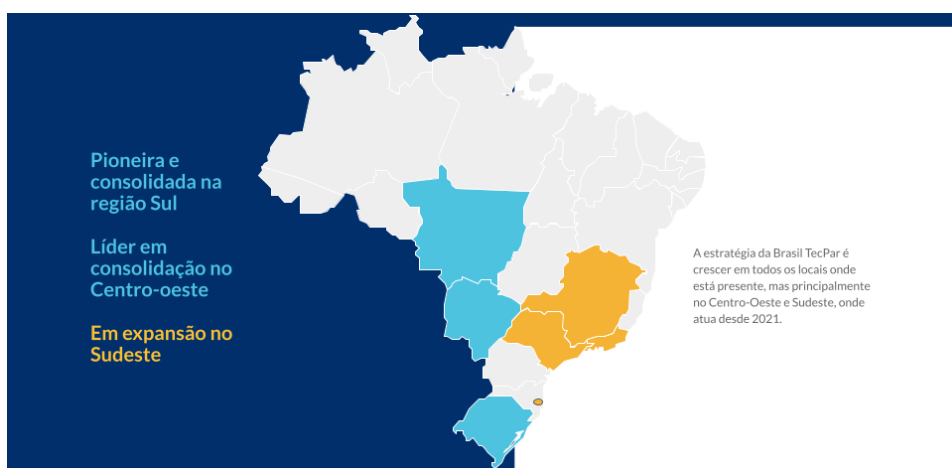 Pioneira e
consolidada na
região Sul
Líder em
consolidação no
Centro-oeste
Em expansão no
Sudeste
A estratégia da Brasil TecPar é
crescer em todos os locais onde
está presente, mas principalmente
no Centro-Oeste e Sudeste, onde
atua desde 2021.